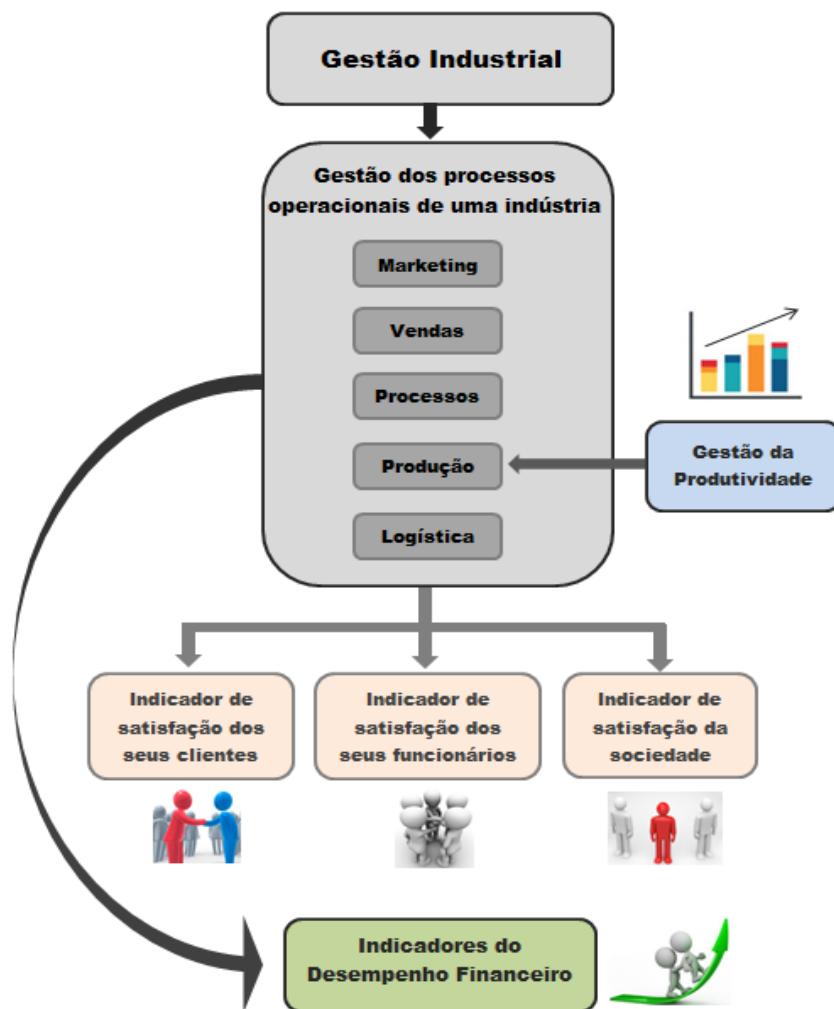 Gestão Industrial
Gestão dos processos
operacionais de uma indústria
Marketing
Vendas
Processos
Produção
Logística
Gestão da
Produtividade
Indicador de
satisfação dos
seus clientes
Indicador de
satisfação dos
seus funcionários
Indicador de
satisfação da
sociedade
Indicadores do
Desempenho Financeiro